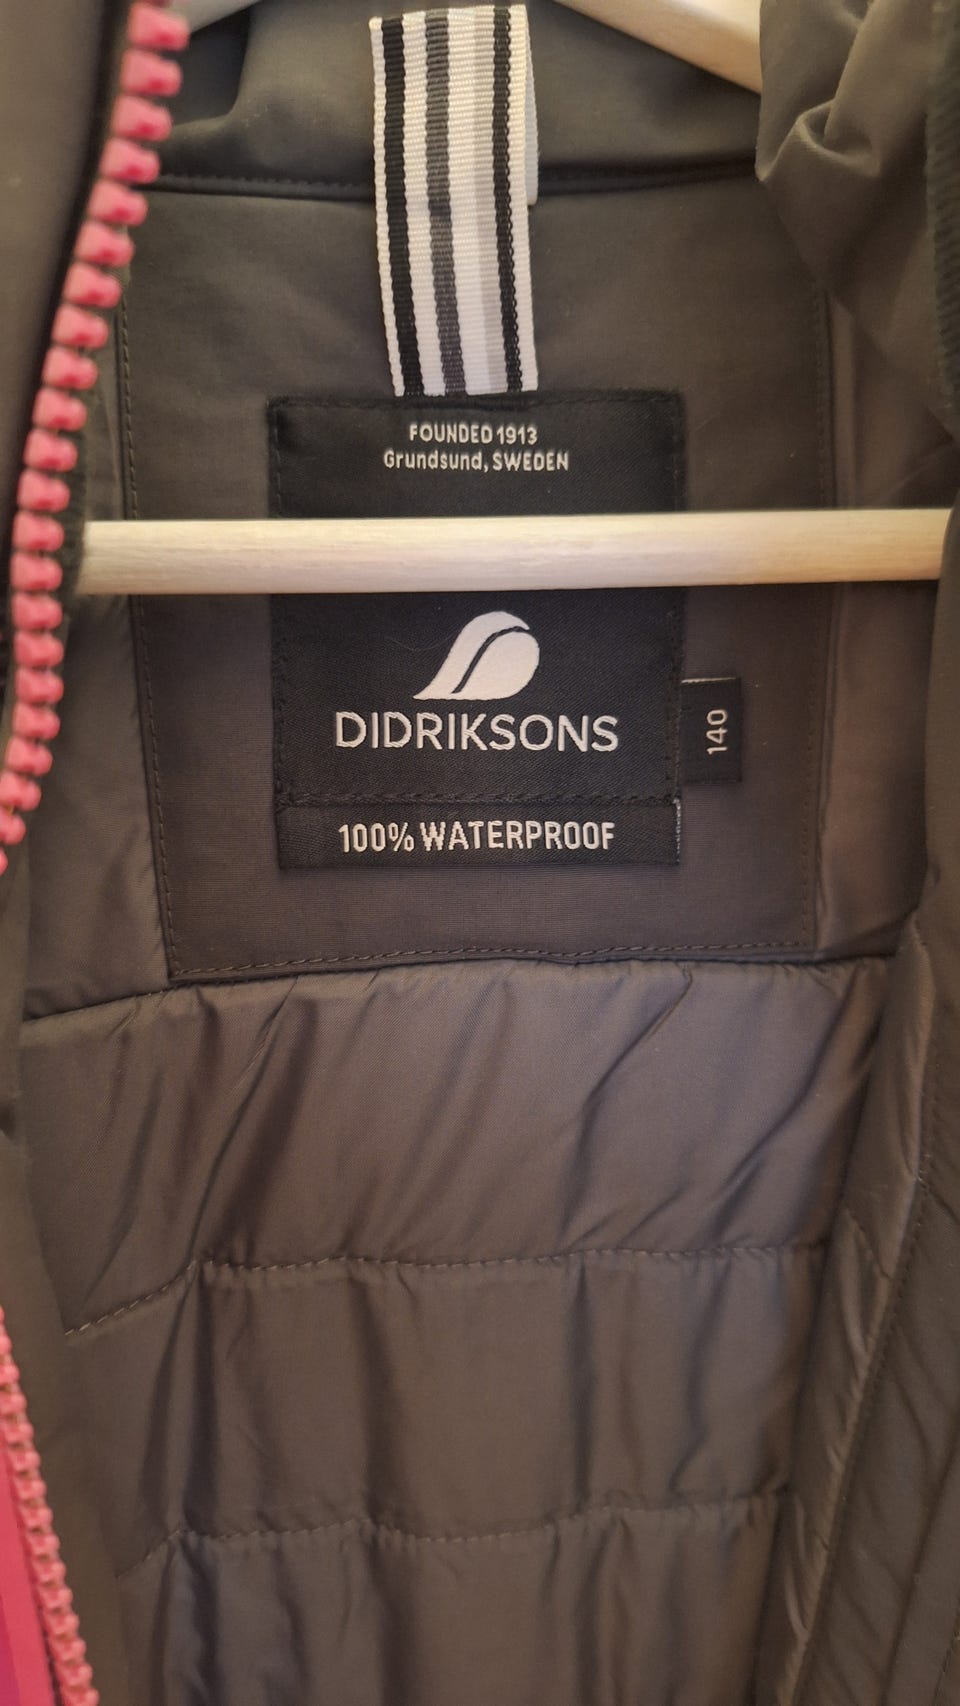 FOUNDED 1913
Grundsund, SWEDEN
DIDRIKSONS
140
100% WATERPROOF